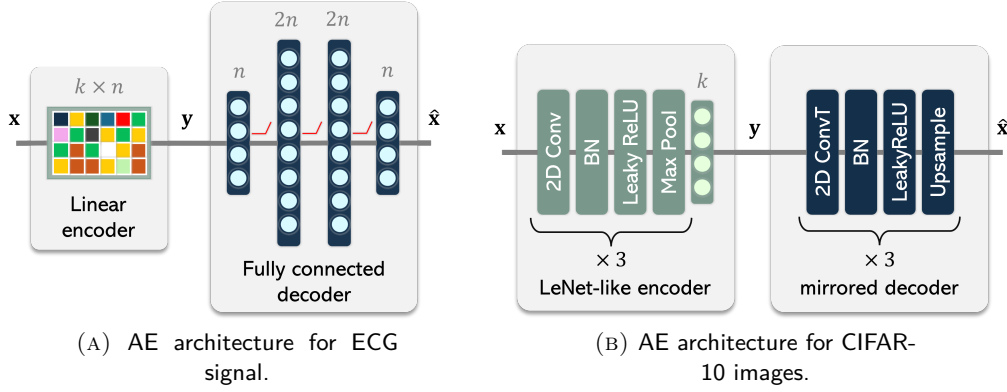 k × n
x
y
Linear
encoder
n
2n
2n
n
x̂
Fully connected
decoder
(A) AE architecture for ECG
signal.
x
2D Conv
BN
Leaky ReLU
Max Pool
k
× 3
LeNet-like encoder
y
2D ConvT
BN
LeakyReLU
Upsample
× 3
mirrored decoder
x̂
(B) AE architecture for CIFAR-
10 images.